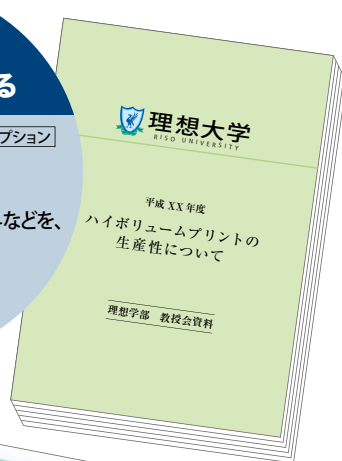 る
プション
などを、
理想大学
RISO UNIVERSITY
平成 XX 年度
ハイボリュームプリントの
生産性について
理想学部 教授会資料